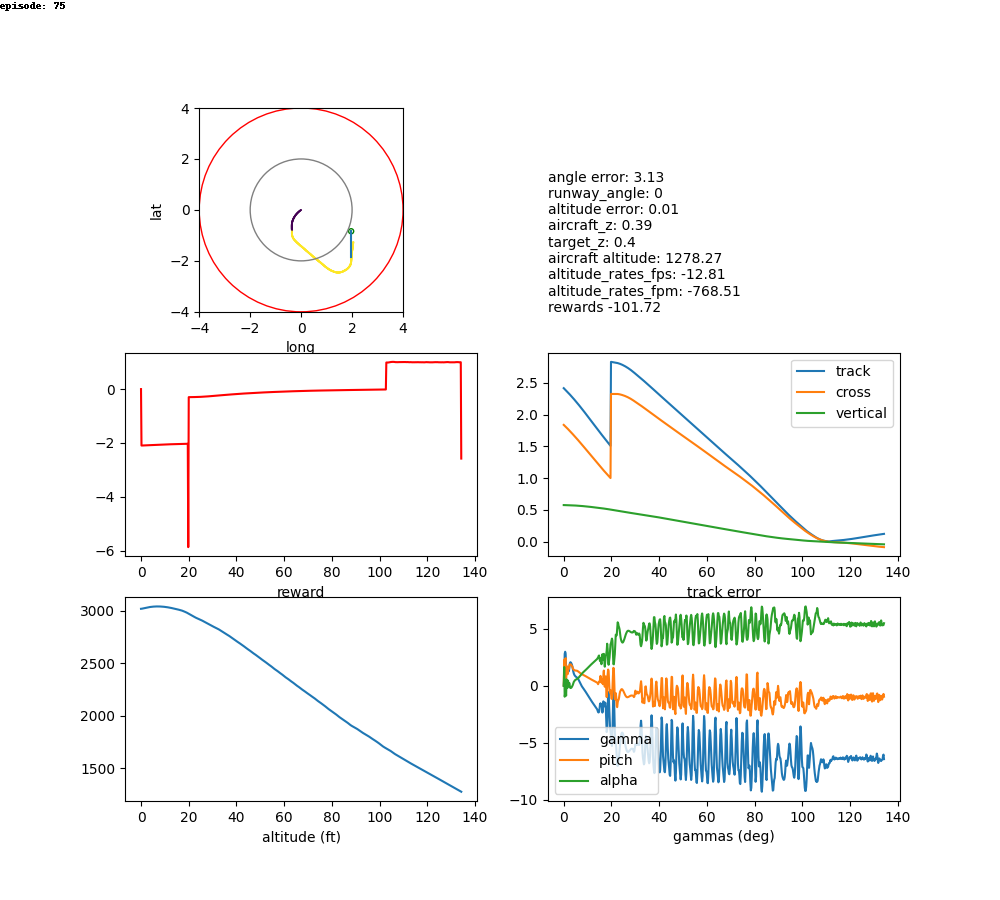 episode: 75
4
2
0
−2
−4
lat
−4 −2 0 2 4
long
angle error: 3.13
runway_angle: 0
altitude error: 0.01
aircraft_z: 0.39
target_z: 0.4
aircraft altitude: 1278.27
altitude_rates_fps: -12.81
altitude_rates_fpm: -768.51
rewards -101.72
0
−2
−4
−6
0 20 40 60 80 100 120 140
reward
2.5
2.0
1.5
1.0
0.5
0.0
track
cross
vertical
0 20 40 60 80 100 120 140
track error
3000
2500
2000
1500
0 20 40 60 80 100 120 140
altitude (ft)
5
0
−5
−10
gamma
pitch
alpha
0 20 40 60 80 100 120 140
gammas (deg)